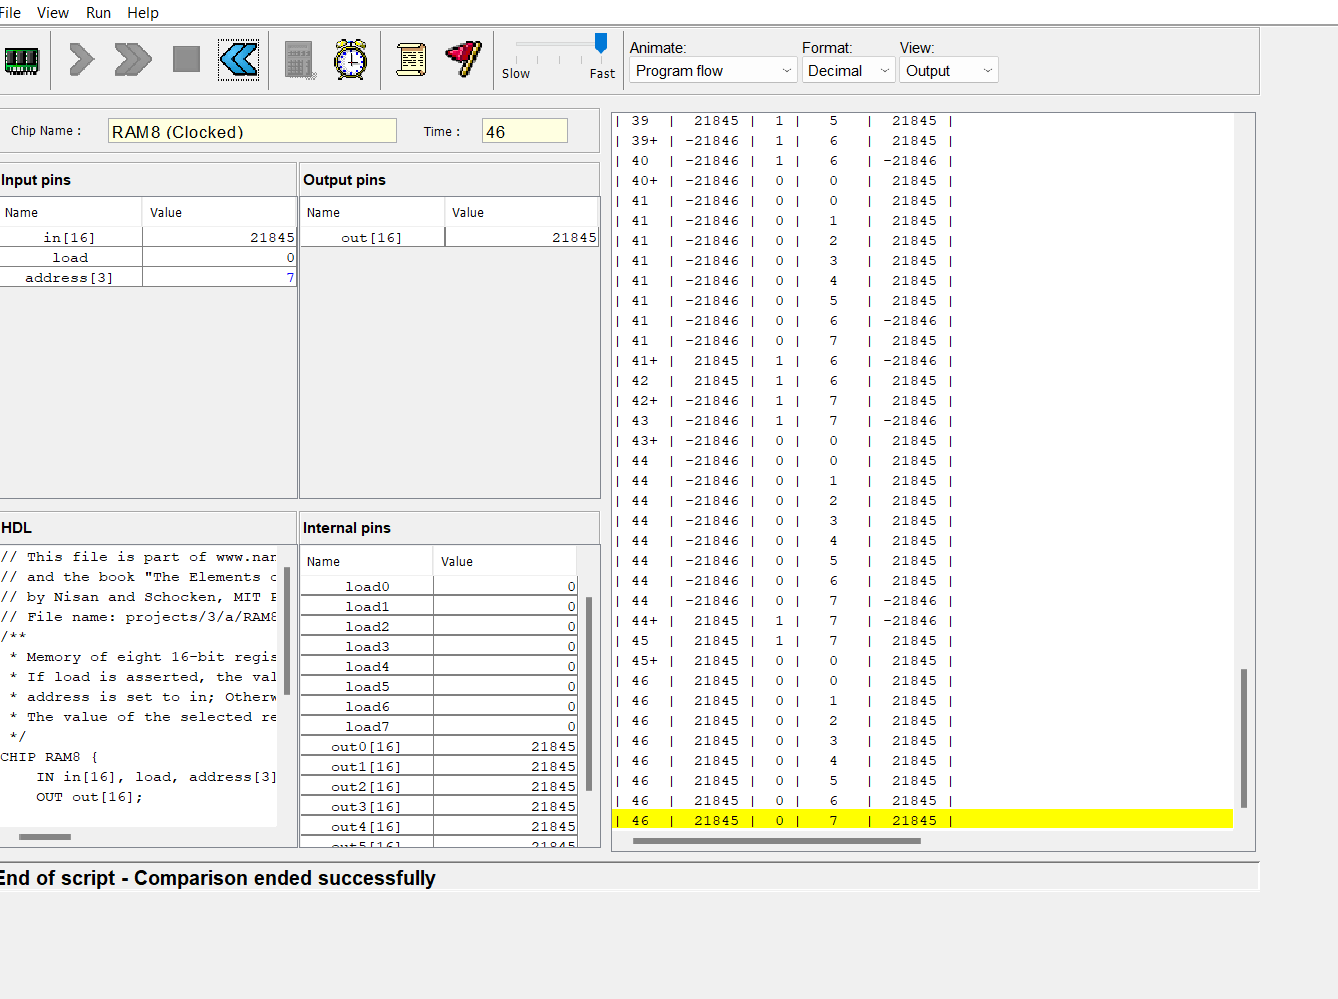 File View Run Help
Slow Fast
Animate: Format: View:
Program flow Decimal Output
Chip Name : RAM8 (Clocked) Time : 46
Input pins
Name Value
in[16] 21845
load 0
address[3] 7
Output pins
Name Value
out[16] 21845
HDL
// This file is part of www.nan
// and the book "The Elements o
// by Nisan and Schocken, MIT P
// File name: projects/3/a/RAM8
/**
* Memory of eight 16-bit regis
* If load is asserted, the val
* address is set to in; Otherw
* The value of the selected re
*/
CHIP RAM8 {
IN in[16], load, address[3]
OUT out[16];
Internal pins
Name Value
load0 0
load1 0
load2 0
load3 0
load4 0
load5 0
load6 0
load7 0
out0[16] 21845
out1[16] 21845
out2[16] 21845
out3[16] 21845
out4[16] 21845
out5[16] 21845
| 39 | 21845 | 1 | 5 | 21845 |
| 39+ | -21846 | 1 | 6 | 21845 |
| 40 | -21846 | 1 | 6 | -21846 |
| 40+ | -21846 | 0 | 0 | 21845 |
| 41 | -21846 | 0 | 0 | 21845 |
| 41 | -21846 | 0 | 1 | 21845 |
| 41 | -21846 | 0 | 2 | 21845 |
| 41 | -21846 | 0 | 3 | 21845 |
| 41 | -21846 | 0 | 4 | 21845 |
| 41 | -21846 | 0 | 5 | 21845 |
| 41 | -21846 | 0 | 6 | -21846 |
| 41 | -21846 | 0 | 7 | 21845 |
| 41+ | 21845 | 1 | 6 | -21846 |
| 42 | 21845 | 1 | 6 | 21845 |
| 42+ | -21846 | 1 | 7 | 21845 |
| 43 | -21846 | 1 | 7 | -21846 |
| 43+ | -21846 | 0 | 0 | 21845 |
| 44 | -21846 | 0 | 0 | 21845 |
| 44 | -21846 | 0 | 1 | 21845 |
| 44 | -21846 | 0 | 2 | 21845 |
| 44 | -21846 | 0 | 3 | 21845 |
| 44 | -21846 | 0 | 4 | 21845 |
| 44 | -21846 | 0 | 5 | 21845 |
| 44 | -21846 | 0 | 6 | 21845 |
| 44 | -21846 | 0 | 7 | -21846 |
| 44+ | 21845 | 1 | 7 | -21846 |
| 45 | 21845 | 1 | 7 | 21845 |
| 45+ | 21845 | 0 | 0 | 21845 |
| 46 | 21845 | 0 | 0 | 21845 |
| 46 | 21845 | 0 | 1 | 21845 |
| 46 | 21845 | 0 | 2 | 21845 |
| 46 | 21845 | 0 | 3 | 21845 |
| 46 | 21845 | 0 | 4 | 21845 |
| 46 | 21845 | 0 | 5 | 21845 |
| 46 | 21845 | 0 | 6 | 21845 |
| 46 | 21845 | 0 | 7 | 21845 |
End of script - Comparison ended successfully